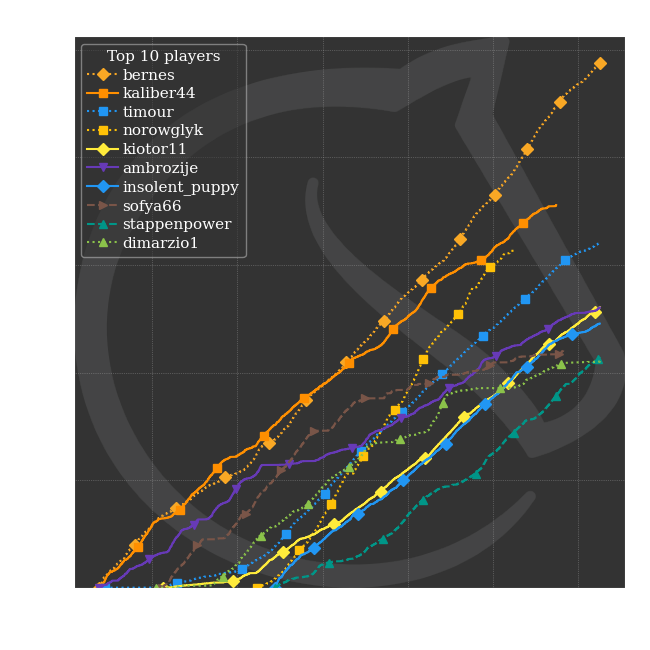 Top 10 players
bernes
kaliber44
timour
norowglyk
kiotor11
ambrozije
insolent_puppy
sofya66
stappenpower
dimarzio1